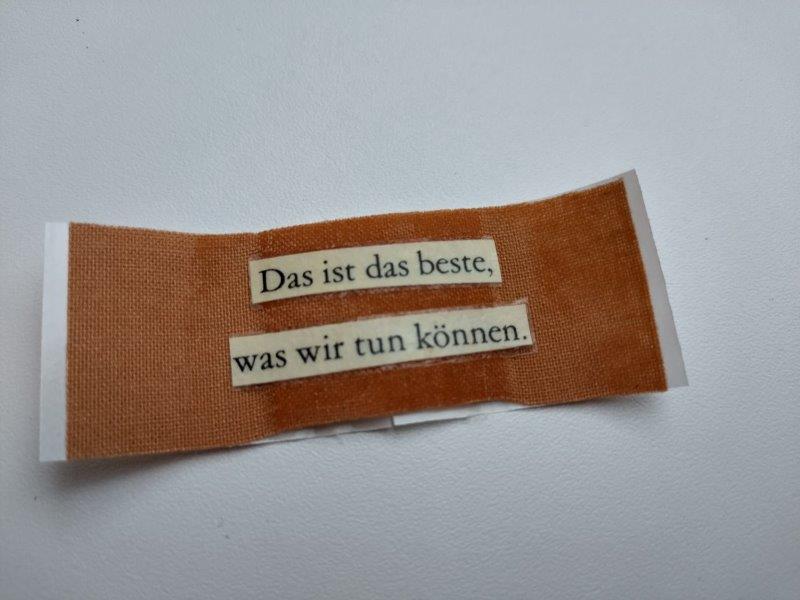 Das ist das beste,
was wir tun können.